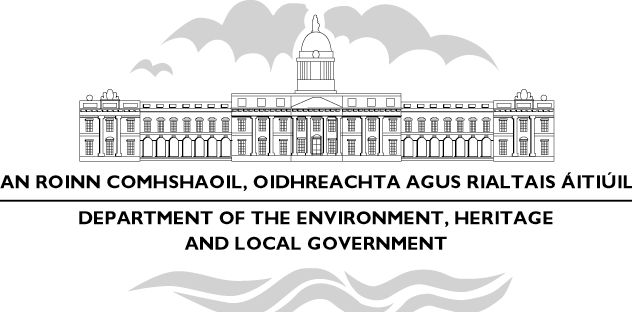 AN ROINN COMHSHAOIL, OIDHREACHTA AGUS RIALTAIS ÁITIÚIL
DEPARTMENT OF THE ENVIRONMENT, HERITAGE
AND LOCAL GOVERNMENT